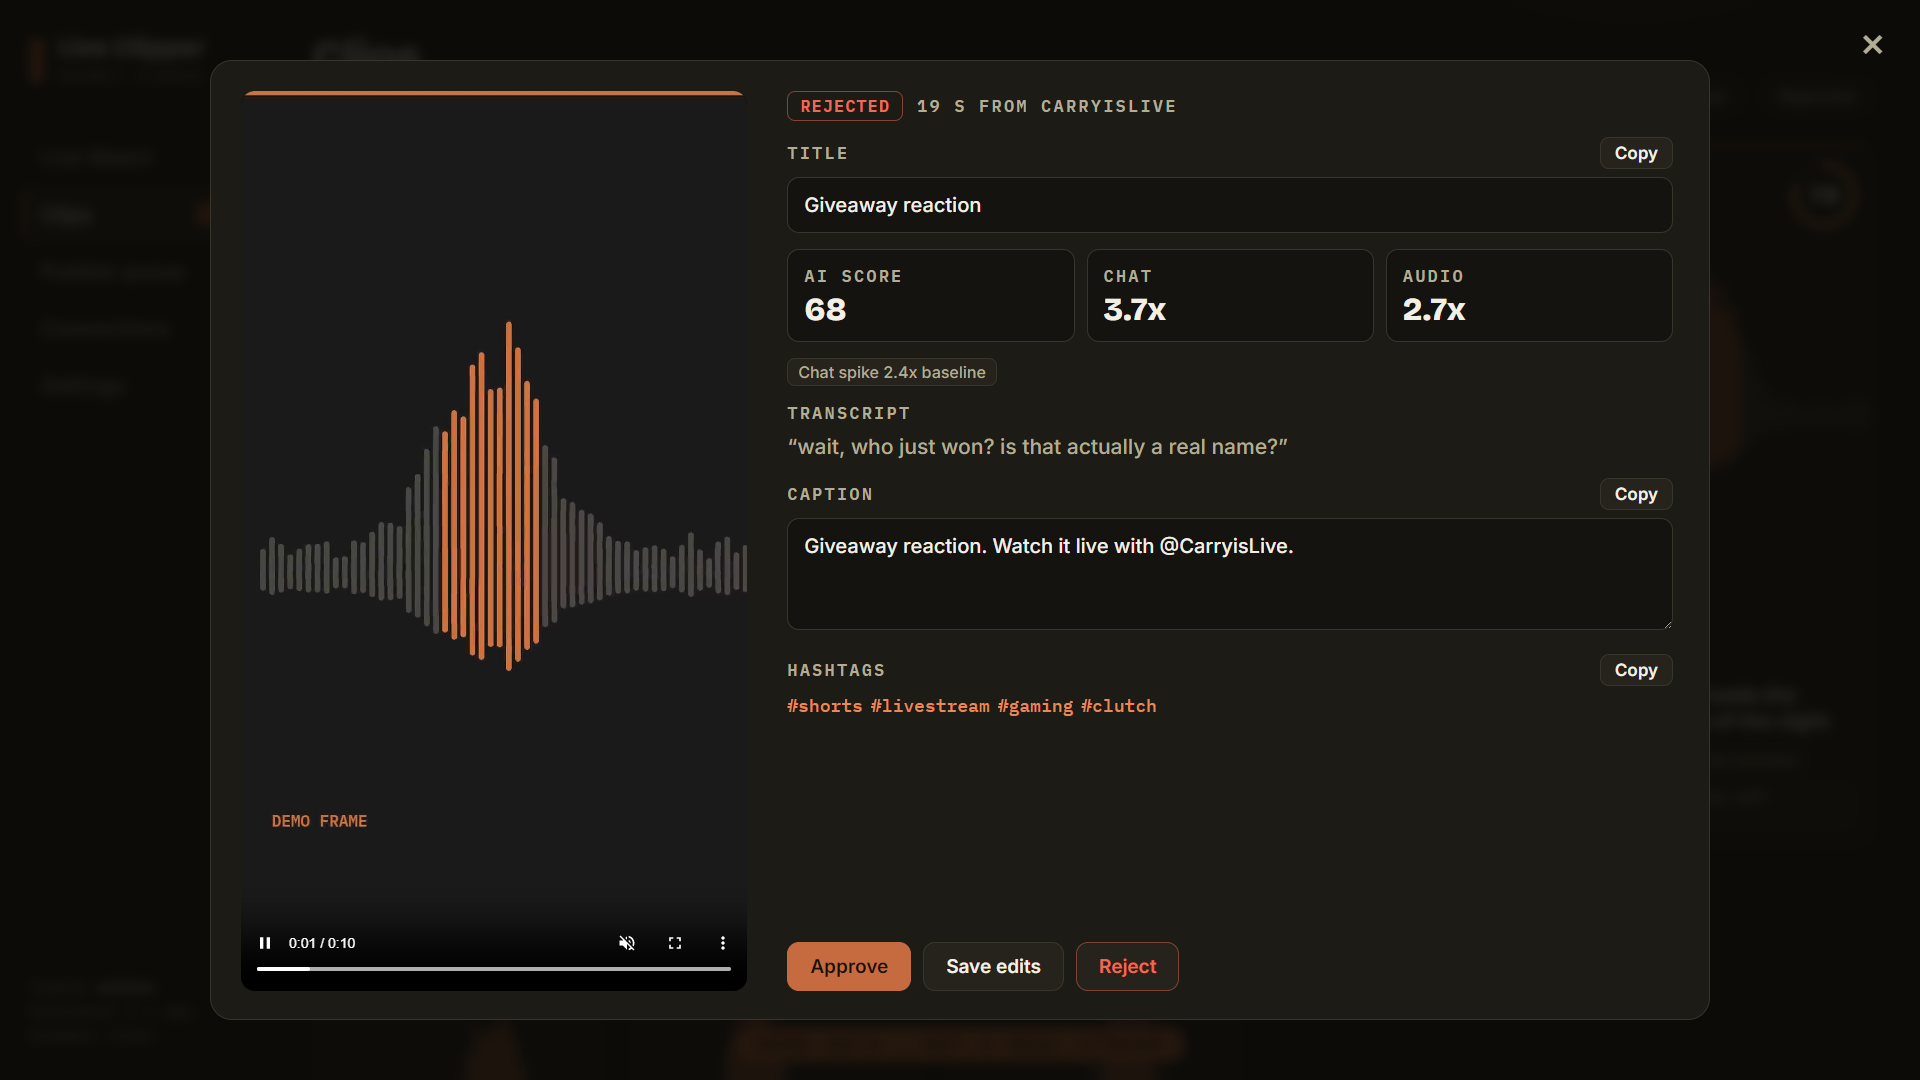 REJECTED 19 S FROM CARRYISLIVE
TITLE Copy
Giveaway reaction
AI SCORE
68
CHAT
3.7x
AUDIO
2.7x
Chat spike 2.4x baseline
TRANSCRIPT
“wait, who just won? is that actually a real name?”
CAPTION Copy
Giveaway reaction. Watch it live with @CarryisLive.
HASHTAGS Copy
#shorts #livestream #gaming #clutch
DEMO FRAME
0:01 / 0:10
Approve Save edits Reject